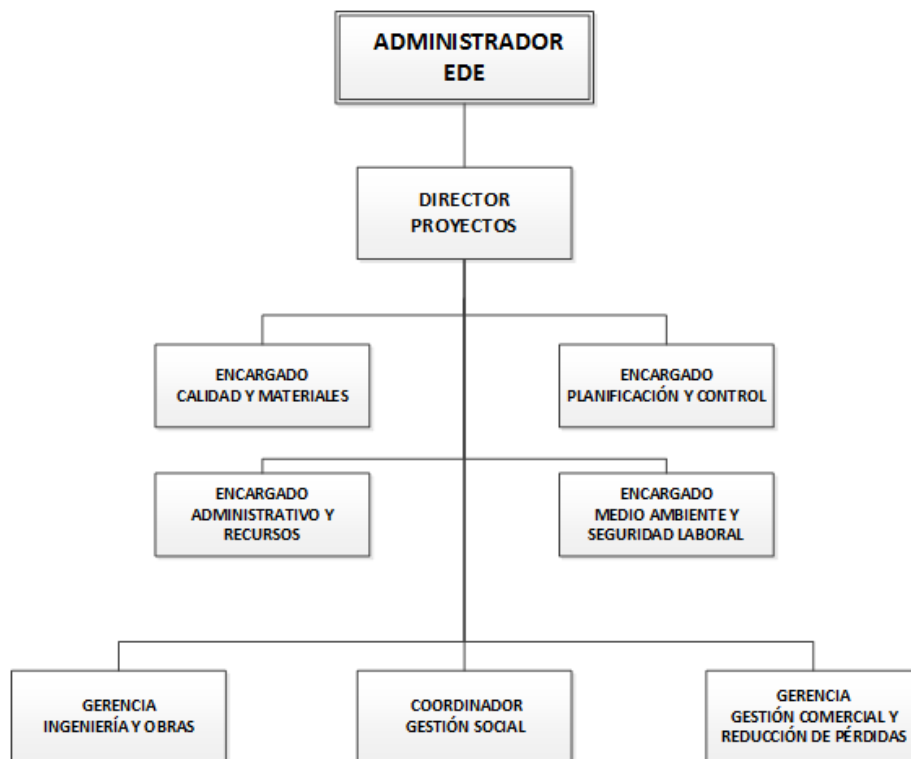 ADMINISTRADOR
EDE
DIRECTOR
PROYECTOS
ENCARGADO
CALIDAD Y MATERIALES
ENCARGADO
PLANIFICACIÓN Y CONTROL
ENCARGADO
ADMINISTRATIVO Y
RECURSOS
ENCARGADO
MEDIO AMBIENTE Y
SEGURIDAD LABORAL
GERENCIA
INGENIERÍA Y OBRAS
COORDINADOR
GESTIÓN SOCIAL
GERENCIA
GESTIÓN COMERCIAL Y
REDUCCIÓN DE PÉRDIDAS